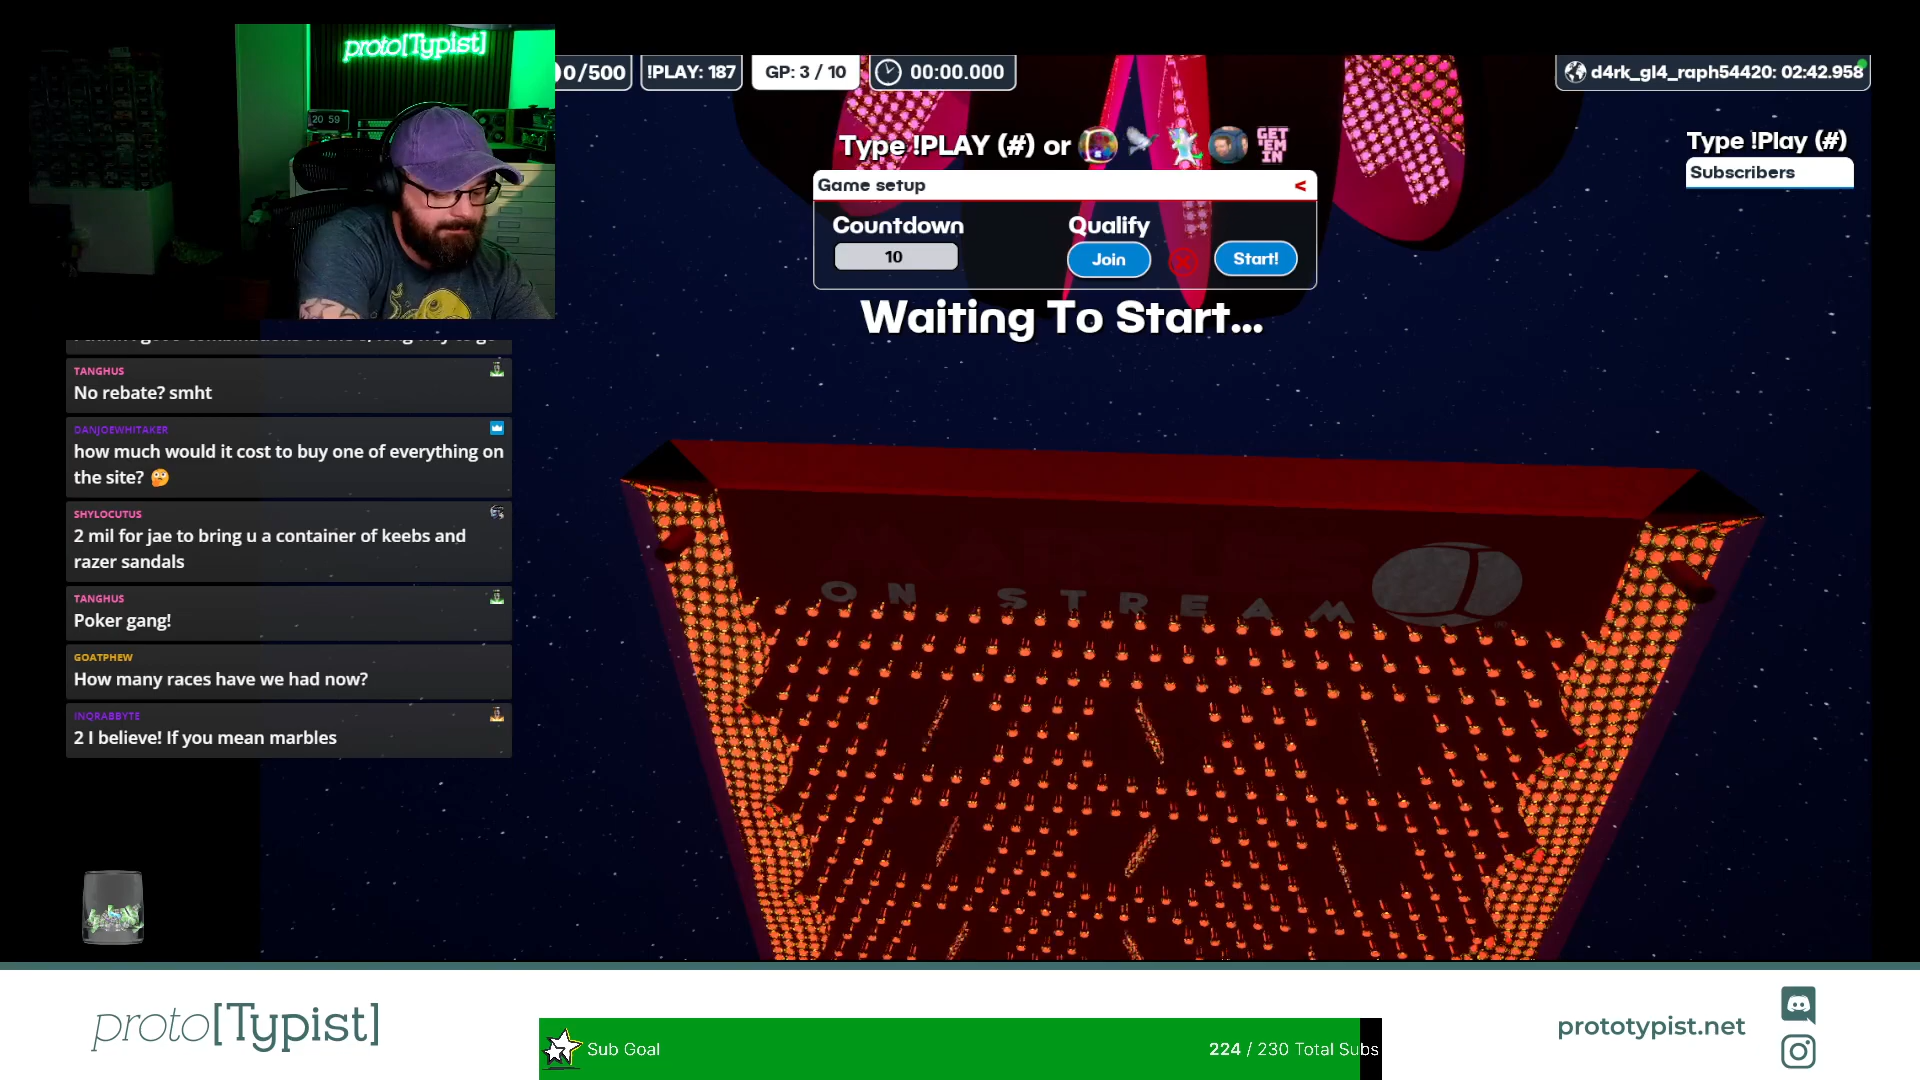 proto[Typist]
20 59
0/500
!PLAY: 187
GP: 3 / 10
00:00.000
d4rk_gl4_raph54420: 02:42.958
Type !PLAY (#) or
GET 'EM IN
Type !Play (#)
Subscribers
Game setup
<
Countdown
Qualify
10
Join
Start!
Waiting To Start...
TANGHUS
No rebate? smht
DANJOEWHITAKER
how much would it cost to buy one of everything on
the site?
SHYLOCUTUS
2 mil for jae to bring u a container of keebs and
razer sandals
TANGHUS
Poker gang!
GOATPHEW
How many races have we had now?
INQRABBYTE
2 I believe! If you mean marbles
MARBLES
ON STREAM
proto[Typist]
Sub Goal
224 / 230 Total Subs
prototypist.net